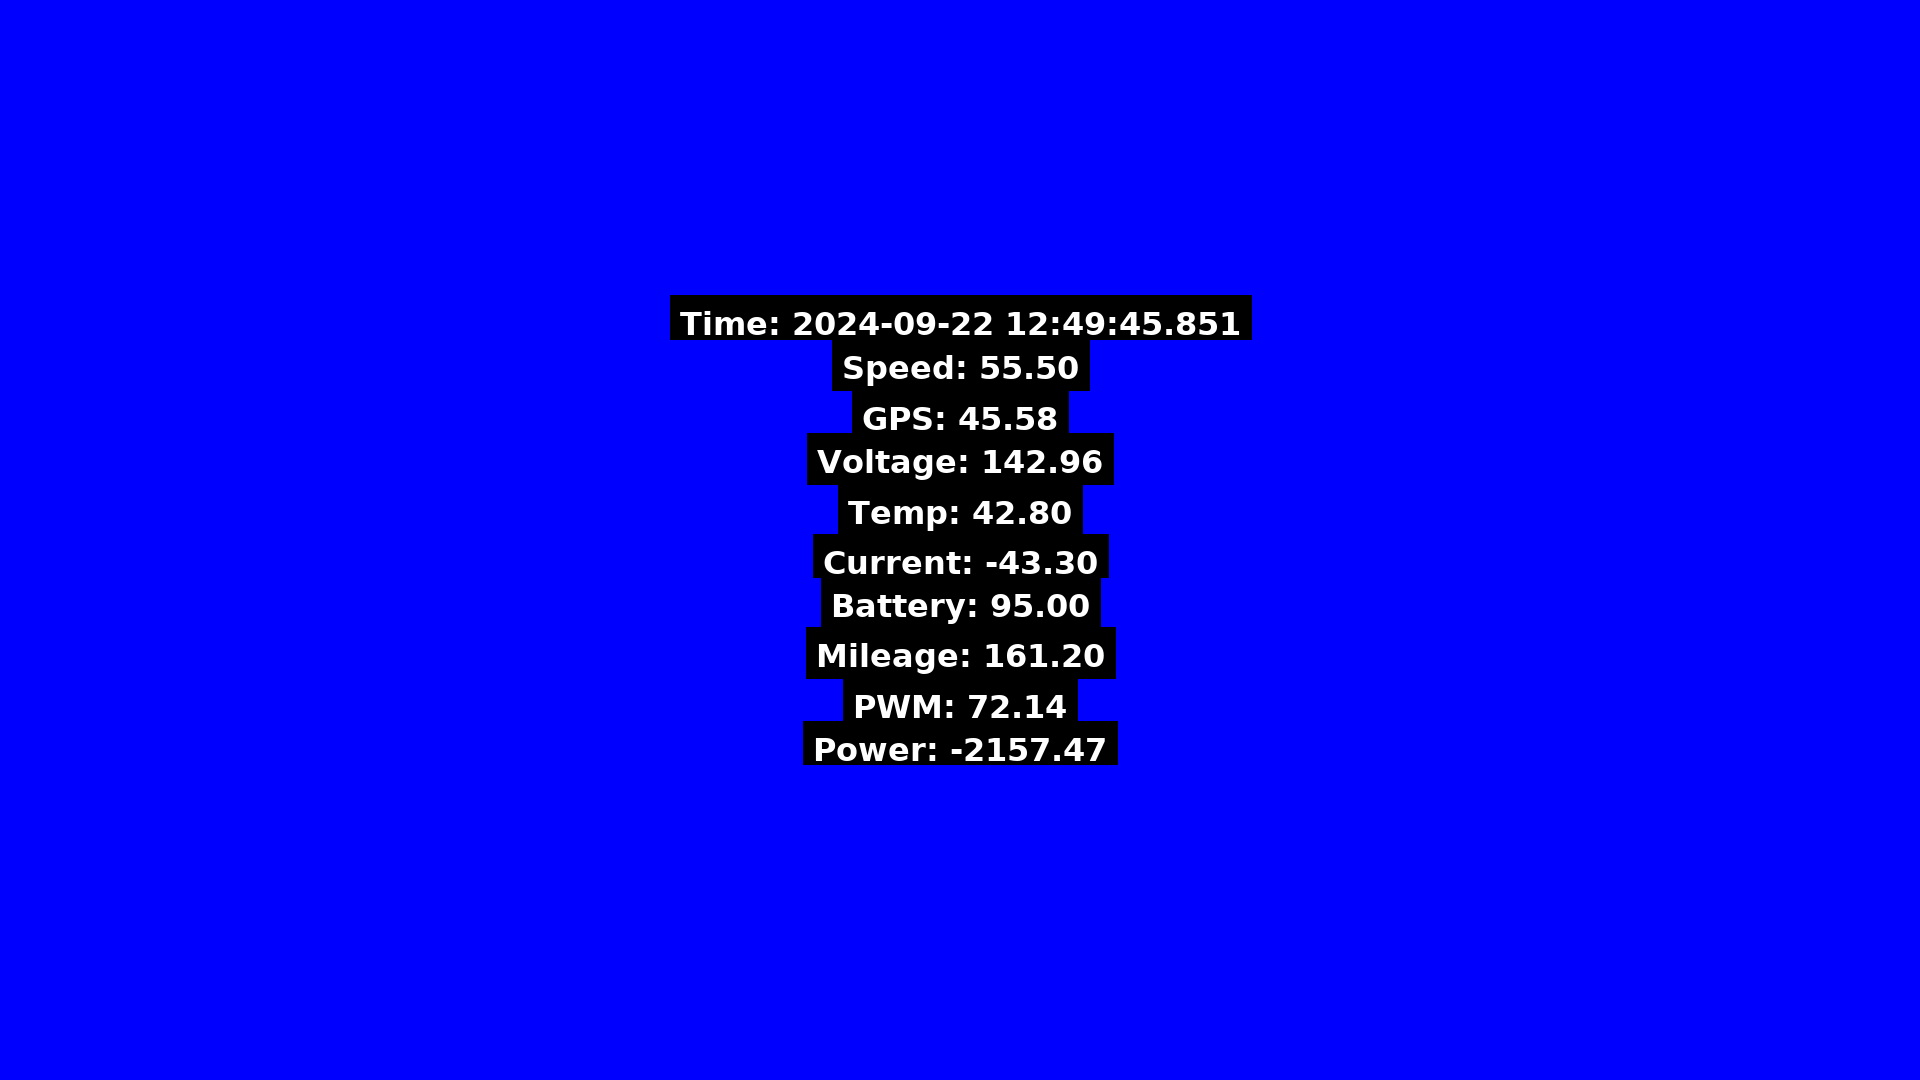 Time: 2024-09-22 12:49:45.851
Speed: 55.50
GPS: 45.58
Voltage: 142.96
Temp: 42.80
Current: -43.30
Battery: 95.00
Mileage: 161.20
PWM: 72.14
Power: -2157.47